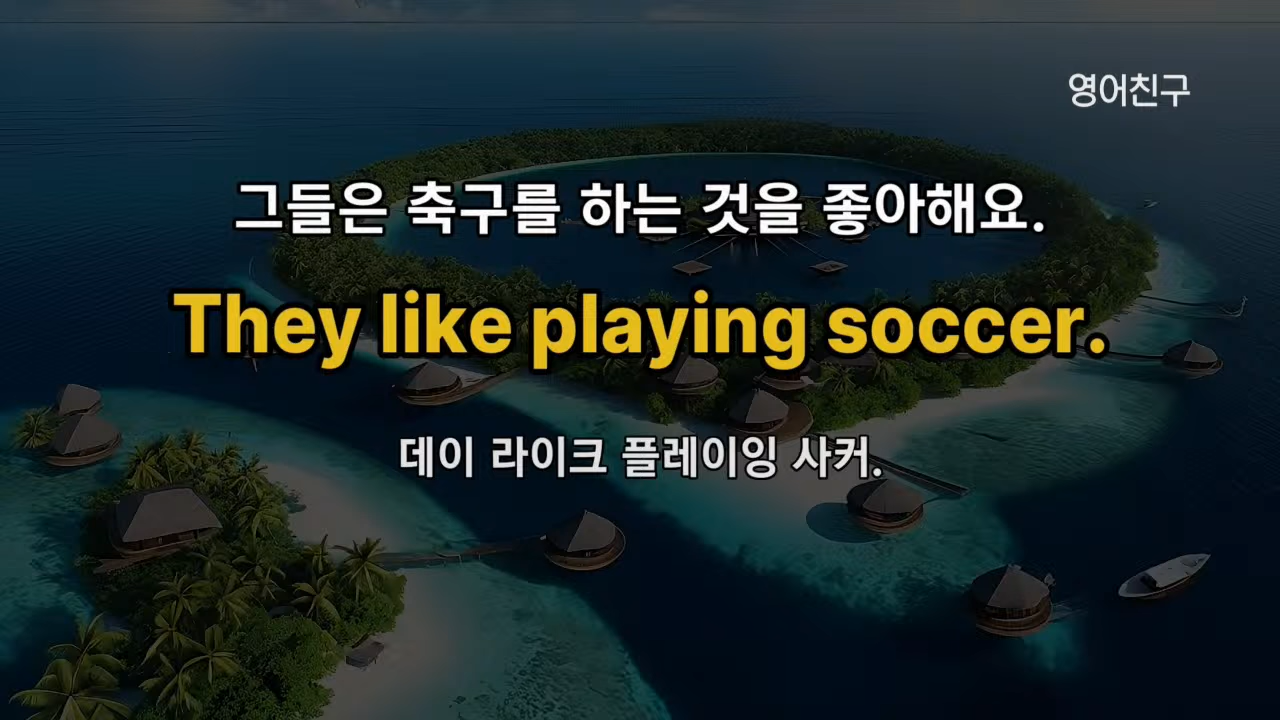 영어친구
그들은 축구를 하는 것을 좋아해요.
They like playing soccer.
데이 라이크 플레이잉 사커.